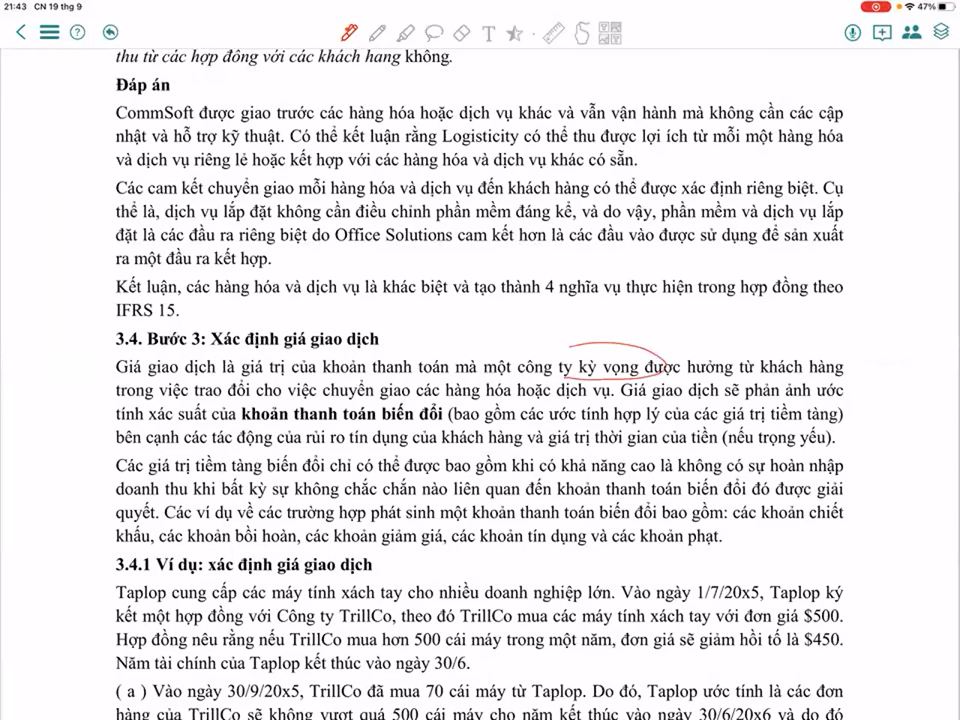 21:43 CN 19 thg 9
47%
thu từ các hợp đồng với các khách hang không.
Đáp án
CommSoft được giao trước các hàng hóa hoặc dịch vụ khác và vẫn vận hành mà không cần các cập
nhật và hỗ trợ kỹ thuật. Có thể kết luận rằng Logisticity có thể thu được lợi ích từ mỗi một hàng hóa
và dịch vụ riêng lẻ hoặc kết hợp với các hàng hóa và dịch vụ khác có sẵn.
Các cam kết chuyển giao mỗi hàng hóa và dịch vụ đến khách hàng có thể được xác định riêng biệt. Cụ
thể là, dịch vụ lắp đặt không cần điều chỉnh phần mềm đáng kể, và do vậy, phần mềm và dịch vụ lắp
đặt là các đầu ra riêng biệt do Office Solutions cam kết hơn là các đầu vào được sử dụng để sản xuất
ra một đầu ra kết hợp.
Kết luận, các hàng hóa và dịch vụ là khác biệt và tạo thành 4 nghĩa vụ thực hiện trong hợp đồng theo
IFRS 15.
3.4. Bước 3: Xác định giá giao dịch
Giá giao dịch là giá trị của khoản thanh toán mà một công ty kỳ vọng được hưởng từ khách hàng
trong việc trao đổi cho việc chuyển giao các hàng hóa hoặc dịch vụ. Giá giao dịch sẽ phản ảnh ước
tính xác suất của khoản thanh toán biến đổi (bao gồm các ước tính hợp lý của các giá trị tiềm tàng)
bên cạnh các tác động của rủi ro tín dụng của khách hàng và giá trị thời gian của tiền (nếu trọng yếu).
Các giá trị tiềm tàng biến đổi chỉ có thể được bao gồm khi có khả năng cao là không có sự hoàn nhập
doanh thu khi bất kỳ sự không chắc chắn nào liên quan đến khoản thanh toán biến đổi đó được giải
quyết. Các ví dụ về các trường hợp phát sinh một khoản thanh toán biến đổi bao gồm: các khoản chiết
khấu, các khoản bồi hoàn, các khoản giảm giá, các khoản tín dụng và các khoản phạt.
3.4.1 Ví dụ: xác định giá giao dịch
Taplop cung cấp các máy tính xách tay cho nhiều doanh nghiệp lớn. Vào ngày 1/7/20x5, Taplop ký
kết một hợp đồng với Công ty TrillCo, theo đó TrillCo mua các máy tính xách tay với đơn giá $500.
Hợp đồng nêu rằng nếu TrillCo mua hơn 500 cái máy trong một năm, đơn giá sẽ giảm hồi tố là $450.
Năm tài chính của Taplop kết thúc vào ngày 30/6.
( a ) Vào ngày 30/9/20x5, TrillCo đã mua 70 cái máy từ Taplop. Do đó, Taplop ước tính là các đơn
hàng của TrillCo sẽ không vượt quá 500 cái máy cho năm kết thúc vào ngày 30/6/20x6 và do đó